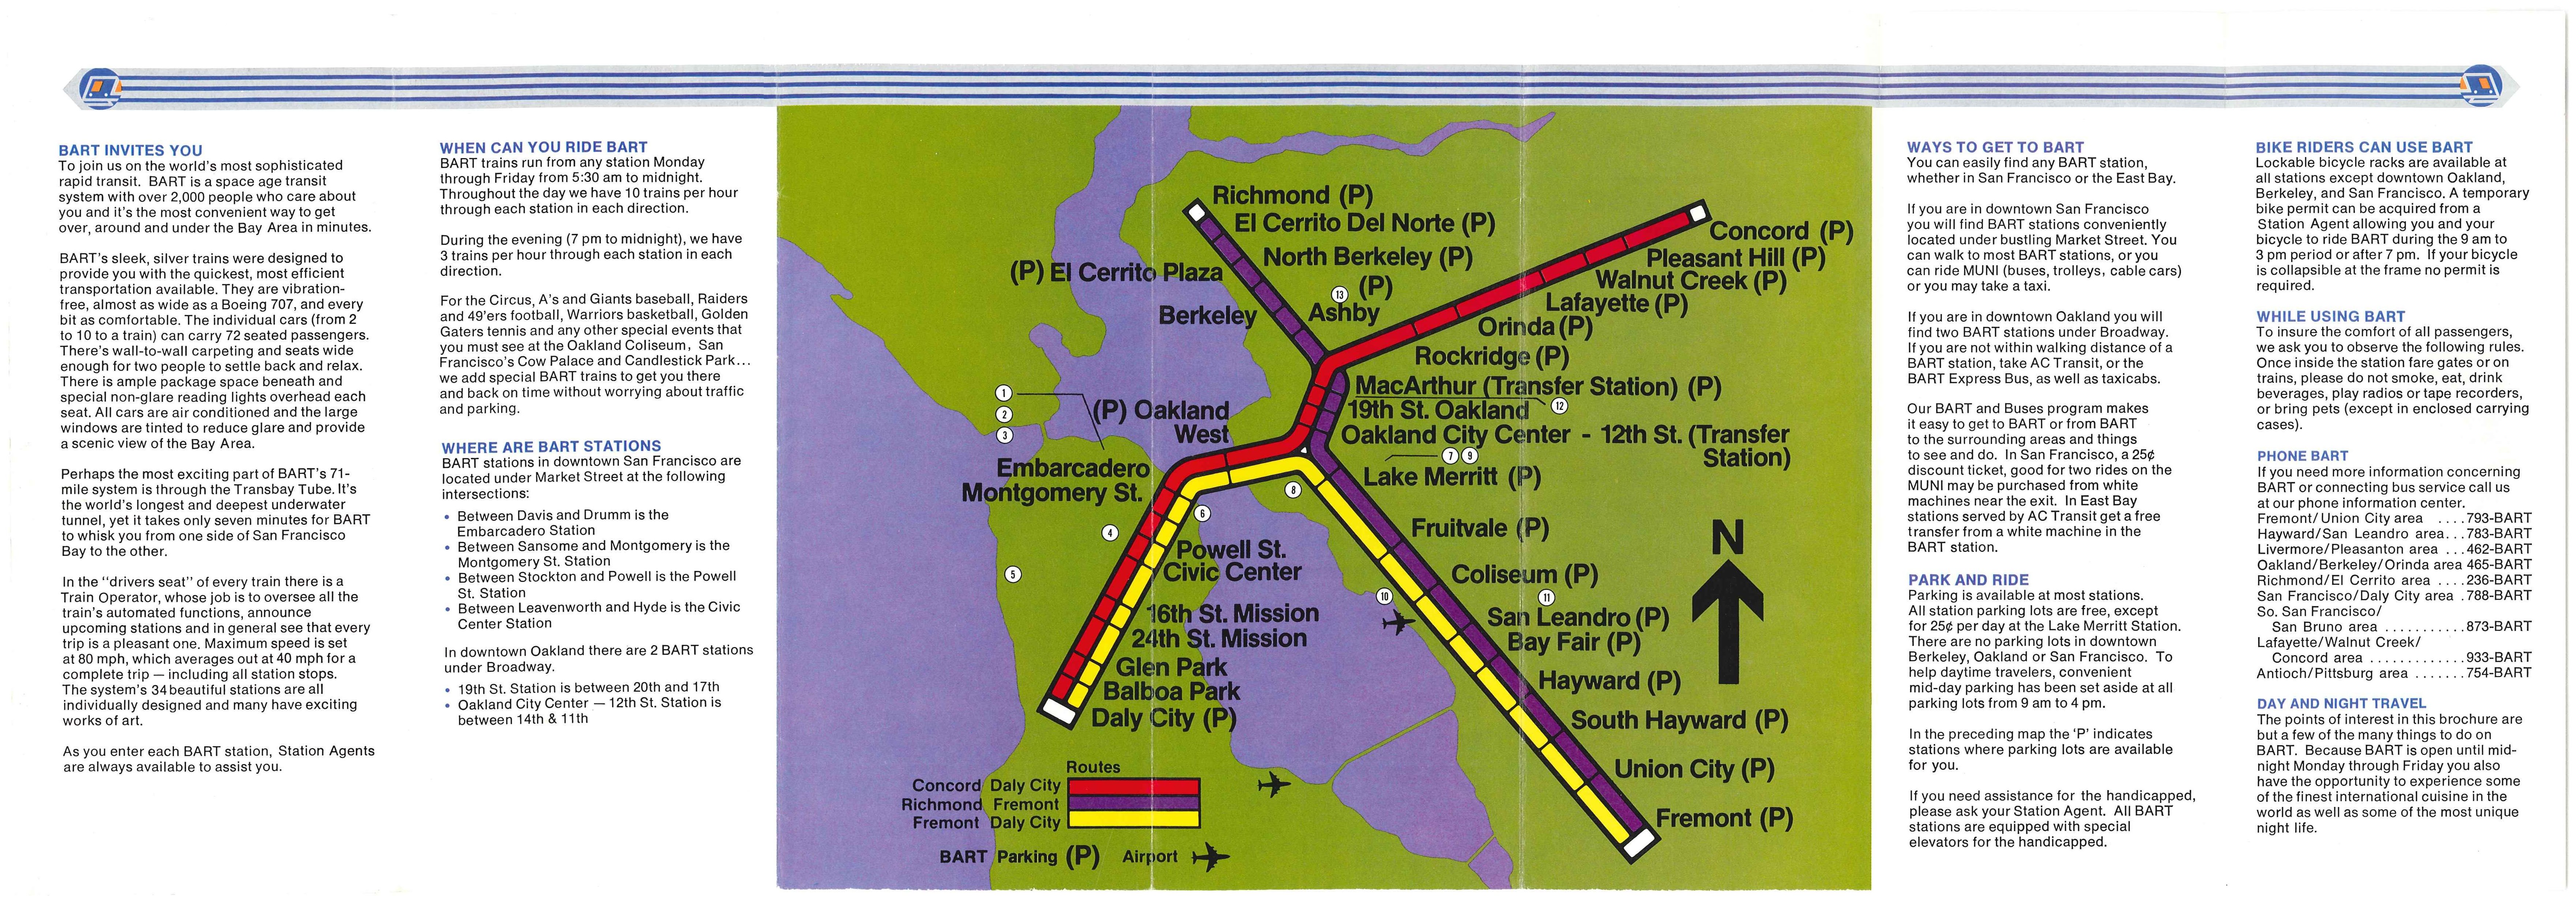 BART INVITES YOU
To join us on the world's most sophisticated
rapid transit. BART is a space age transit
system with over 2,000 people who care about
you and it's the most convenient way to get
over, around and under the Bay Area in minutes.
BART's sleek, silver trains were designed to
provide you with the quickest, most efficient
transportation available. They are vibration-
free, almost as wide as a Boeing 707, and every
bit as comfortable. The individual cars (from 2
to 10 to a train) can carry 72 seated passengers.
There's wall-to-wall carpeting and seats wide
enough for two people to settle back and relax.
There is ample package space beneath and
special non-glare reading lights overhead each
seat. All cars are air conditioned and the large
windows are tinted to reduce glare and provide
a scenic view of the Bay Area.
Perhaps the most exciting part of BART's 71-
mile system is through the Transbay Tube. It's
the world's longest and deepest underwater
tunnel, yet it takes only seven minutes for BART
to whisk you from one side of San Francisco
Bay to the other.
In the "drivers seat" of every train there is a
Train Operator, whose job is to oversee all the
train's automated functions, announce
upcoming stations and in general see that every
trip is a pleasant one. Maximum speed is set
at 80 mph, which averages out at 40 mph for a
complete trip — including all station stops.
The system's 34 beautiful stations are all
individually designed and many have exciting
works of art.
As you enter each BART station, Station Agents
are always available to assist you.
WHEN CAN YOU RIDE BART
BART trains run from any station Monday
through Friday from 5:30 am to midnight.
Throughout the day we have 10 trains per hour
through each station in each direction.
During the evening (7 pm to midnight), we have
3 trains per hour through each station in each
direction.
For the Circus, A's and Giants baseball, Raiders
and 49'ers football, Warriors basketball, Golden
Gaters tennis and any other special events that
you must see at the Oakland Coliseum, San
Francisco's Cow Palace and Candlestick Park...
we add special BART trains to get you there
and back on time without worrying about traffic
and parking.
WHERE ARE BART STATIONS
BART stations in downtown San Francisco are
located under Market Street at the following
intersections:
• Between Davis and Drumm is the
Embarcadero Station
• Between Sansome and Montgomery is the
Montgomery St. Station
• Between Stockton and Powell is the Powell
St. Station
• Between Leavenworth and Hyde is the Civic
Center Station
In downtown Oakland there are 2 BART stations
under Broadway.
• 19th St. Station is between 20th and 17th
• Oakland City Center — 12th St. Station is
between 14th & 11th
Richmond (P)
El Cerrito Del Norte (P)
North Berkeley (P)
(P) El Cerrito Plaza
13 (P)
Berkeley
Ashby
Concord (P)
Pleasant Hill (P)
Walnut Creek (P)
Lafayette (P)
Orinda (P)
Rockridge (P)
MacArthur (Transfer Station) (P)
19th St. Oakland 12
Oakland City Center - 12th St. (Transfer
Station)
7 9
Lake Merritt (P)
1
2
3
(P) Oakland
West
Embarcadero
Montgomery St.
8
6
4
5
Powell St.
Civic Center
16th St. Mission
24th St. Mission
Glen Park
Balboa Park
Daly City (P)
Fruitvale (P)
Coliseum (P)
10
11
San Leandro (P)
Bay Fair (P)
Hayward (P)
South Hayward (P)
Union City (P)
Fremont (P)
N
Routes
Concord Daly City
Richmond Fremont
Fremont Daly City
BART Parking (P) Airport
WAYS TO GET TO BART
You can easily find any BART station,
whether in San Francisco or the East Bay.
If you are in downtown San Francisco
you will find BART stations conveniently
located under bustling Market Street. You
can walk to most BART stations, or you
can ride MUNI (buses, trolleys, cable cars)
or you may take a taxi.
If you are in downtown Oakland you will
find two BART stations under Broadway.
If you are not within walking distance of a
BART station, take AC Transit, or the
BART Express Bus, as well as taxicabs.
Our BART and Buses program makes
it easy to get to BART or from BART
to the surrounding areas and things
to see and do. In San Francisco, a 25¢
discount ticket, good for two rides on the
MUNI may be purchased from white
machines near the exit. In East Bay
stations served by AC Transit get a free
transfer from a white machine in the
BART station.
PARK AND RIDE
Parking is available at most stations.
All station parking lots are free, except
for 25¢ per day at the Lake Merritt Station.
There are no parking lots in downtown
Berkeley, Oakland or San Francisco. To
help daytime travelers, convenient
mid-day parking has been set aside at all
parking lots from 9 am to 4 pm.
In the preceding map the 'P' indicates
stations where parking lots are available
for you.
If you need assistance for the handicapped,
please ask your Station Agent. All BART
stations are equipped with special
elevators for the handicapped.
BIKE RIDERS CAN USE BART
Lockable bicycle racks are available at
all stations except downtown Oakland,
Berkeley, and San Francisco. A temporary
bike permit can be acquired from a
Station Agent allowing you and your
bicycle to ride BART during the 9 am to
3 pm period or after 7 pm. If your bicycle
is collapsible at the frame no permit is
required.
WHILE USING BART
To insure the comfort of all passengers,
we ask you to observe the following rules.
Once inside the station fare gates or on
trains, please do not smoke, eat, drink
beverages, play radios or tape recorders,
or bring pets (except in enclosed carrying
cases).
PHONE BART
If you need more information concerning
BART or connecting bus service call us
at our phone information center.
Fremont/Union City area ....793-BART
Hayward/San Leandro area...783-BART
Livermore/Pleasanton area ...462-BART
Oakland/Berkeley/Orinda area 465-BART
Richmond/El Cerrito area ....236-BART
San Francisco/Daly City area .788-BART
So. San Francisco/
San Bruno area ...........873-BART
Lafayette/Walnut Creek/
Concord area .............933-BART
Antioch/Pittsburg area .......754-BART
DAY AND NIGHT TRAVEL
The points of interest in this brochure are
but a few of the many things to do on
BART. Because BART is open until mid-
night Monday through Friday you also
have the opportunity to experience some
of the finest international cuisine in the
world as well as some of the most unique
night life.